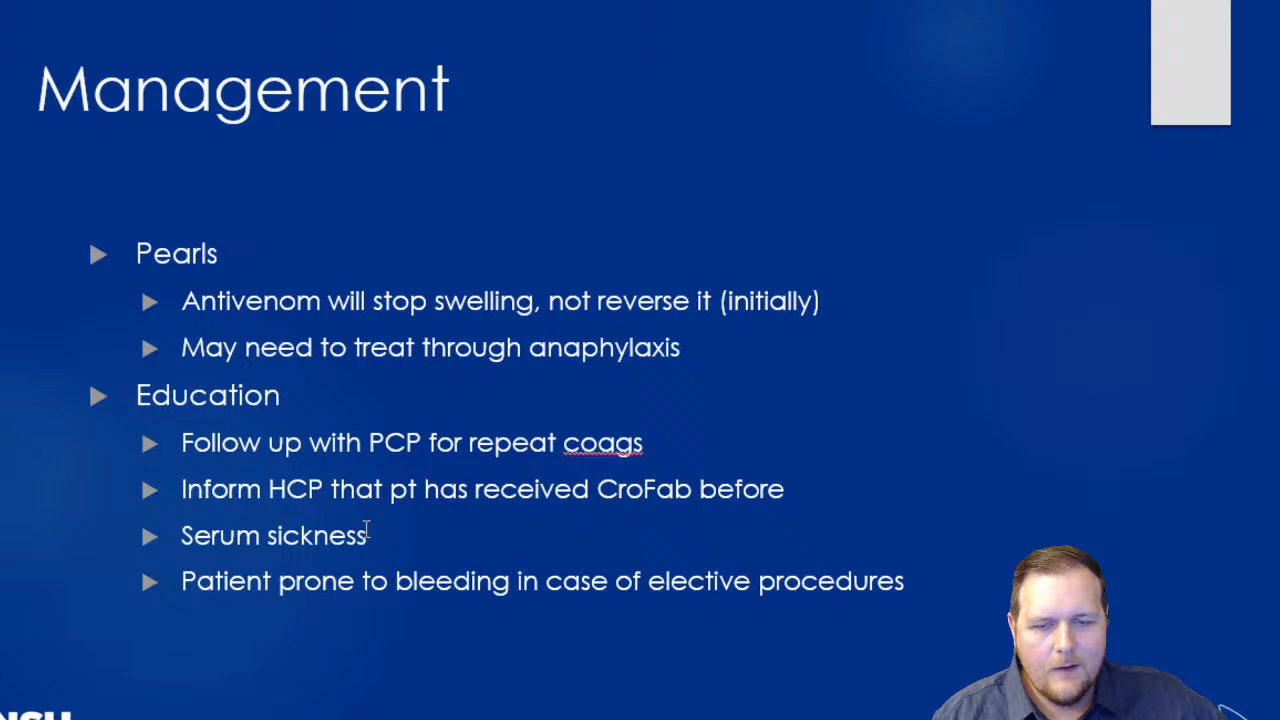 Management
Pearls
Antivenom will stop swelling, not reverse it (initially)
May need to treat through anaphylaxis
Education
Follow up with PCP for repeat coags
Inform HCP that pt has received CroFab before
Serum sickness
Patient prone to bleeding in case of elective procedures